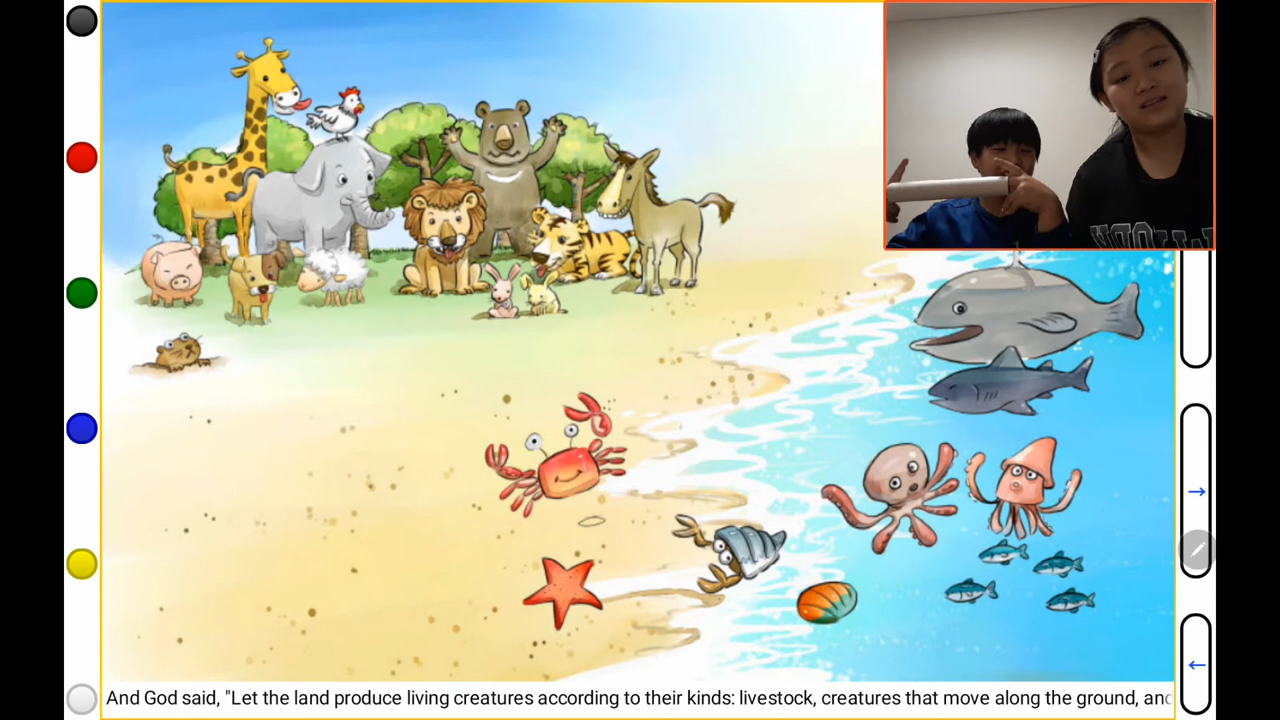 And God said, "Let the land produce living creatures according to their kinds: livestock, creatures that move along the ground, and